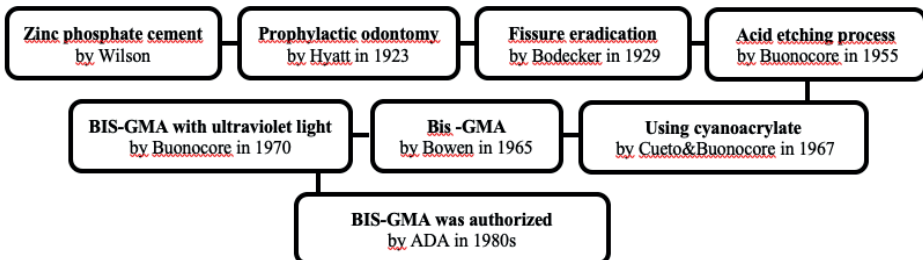 Zinc phosphate cement
by Wilson
Prophylactic odontomy
by Hyatt in 1923
Fissure eradication
by Bodecker in 1929
Acid etching process
by Buonocore in 1955
Using cyanoacrylate
by Cueto&Buonocore in 1967
Bis -GMA
by Bowen in 1965
BIS-GMA with ultraviolet light
by Buonocore in 1970
BIS-GMA was authorized
by ADA in 1980s